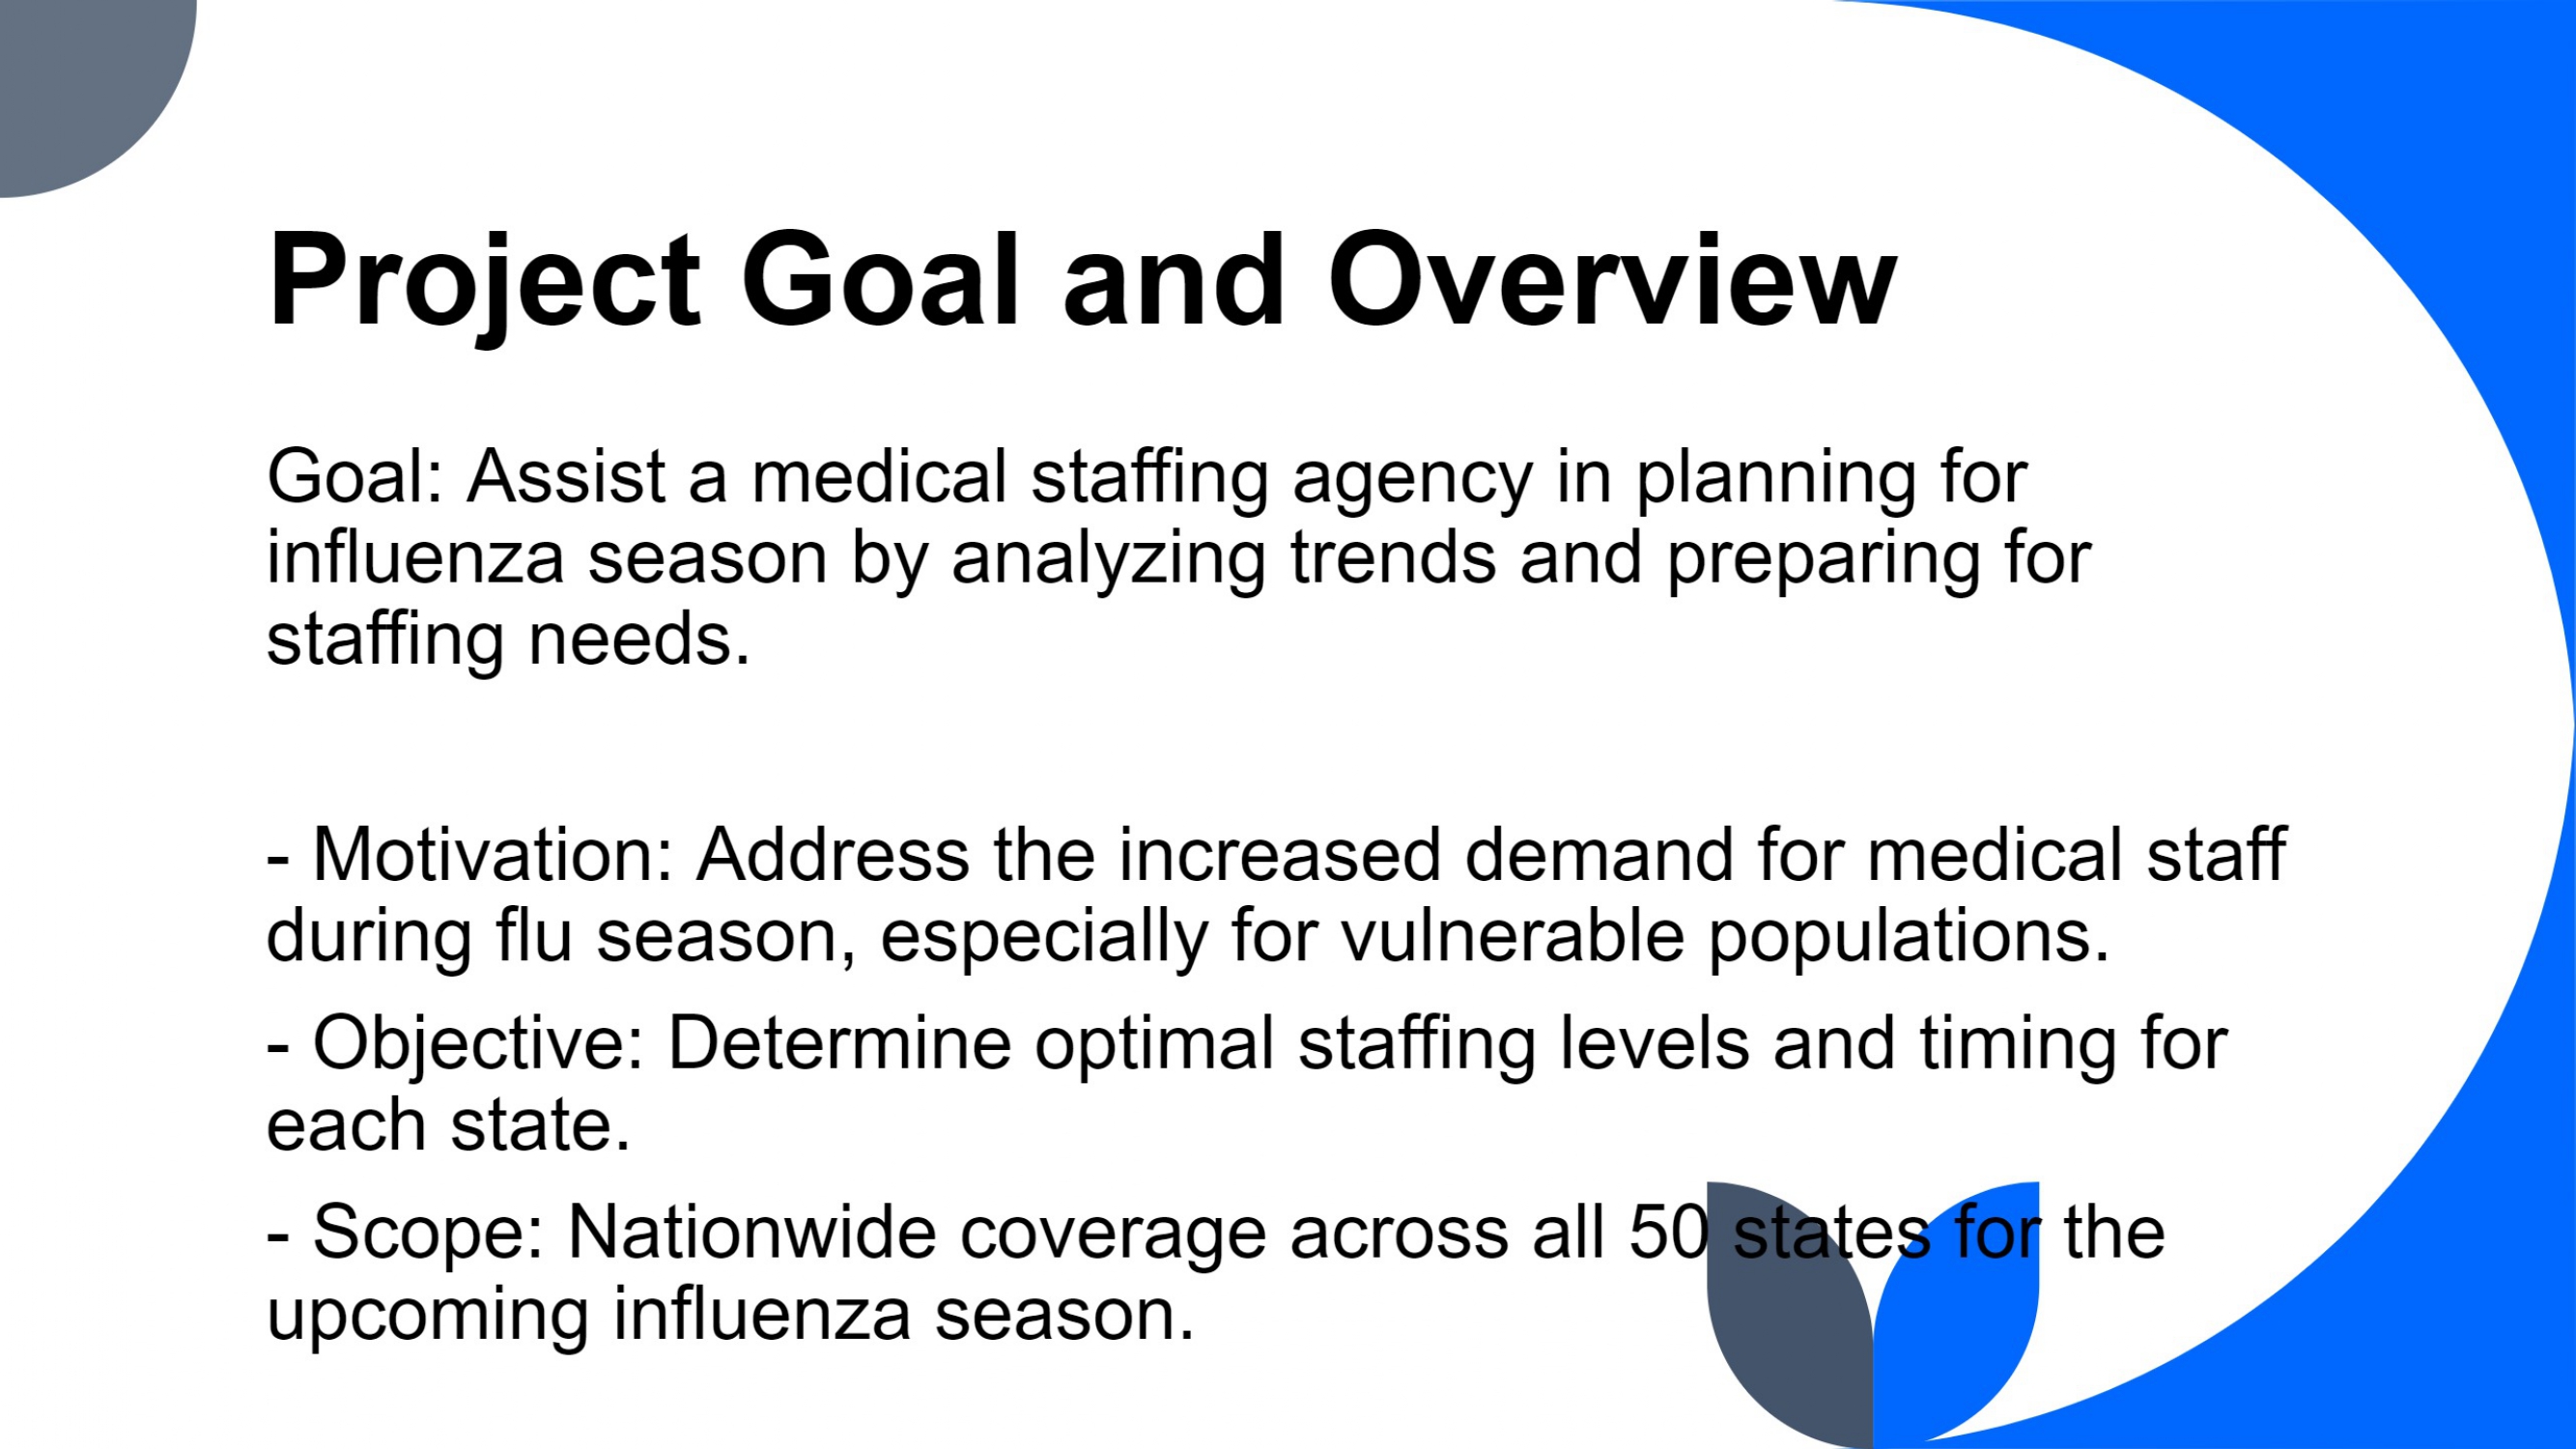 Project Goal and Overview
Goal: Assist a medical staffing agency in planning for
influenza season by analyzing trends and preparing for
staffing needs.
- Motivation: Address the increased demand for medical staff
during flu season, especially for vulnerable populations.
- Objective: Determine optimal staffing levels and timing for
each state.
- Scope: Nationwide coverage across all 50 states for the
upcoming influenza season.